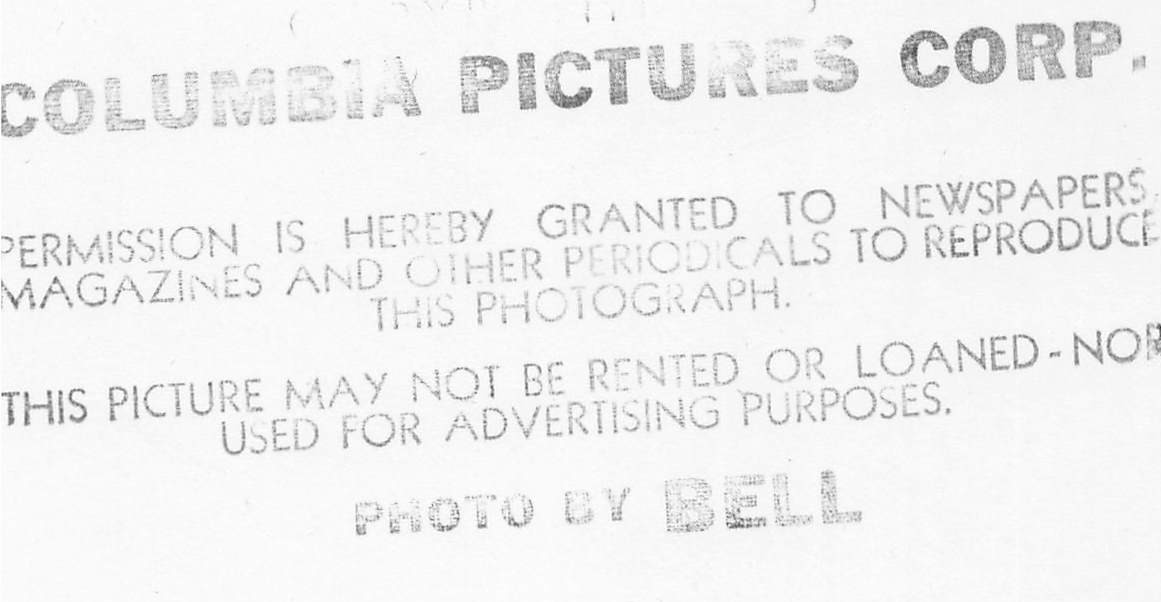 COLUMBIA PICTURES CORP.
PERMISSION IS HEREBY GRANTED TO NEWSPAPERS,
MAGAZINES AND OTHER PERIODICALS TO REPRODUCE
THIS PHOTOGRAPH.
THIS PICTURE MAY NOT BE RENTED OR LOANED - NOR
USED FOR ADVERTISING PURPOSES.
PHOTO BY BELL